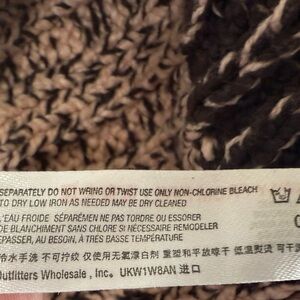 SEPARATELY DO NOT WRING OR TWIST USE ONLY NON-CHLORINE BLEACH
TO DRY LOW IRON AS NEEDED MAY BE DRY CLEANED
L'EAU FROIDE SÉPARÉMEN NE PAS TORDRE OU ESSORER
DE BLANCHIMENT SANS CHLORE SI NÉCESSAIRE REMODELER
REPASSER, AU BESOIN, À TRÈS BASSE TEMPÉRATURE
冷水手洗 不可拧绞 仅使用无氯漂白剂 重塑和平放晾干 低温熨烫 可干
Outfitters Wholesale , Inc。 UKW1W8AN 进口